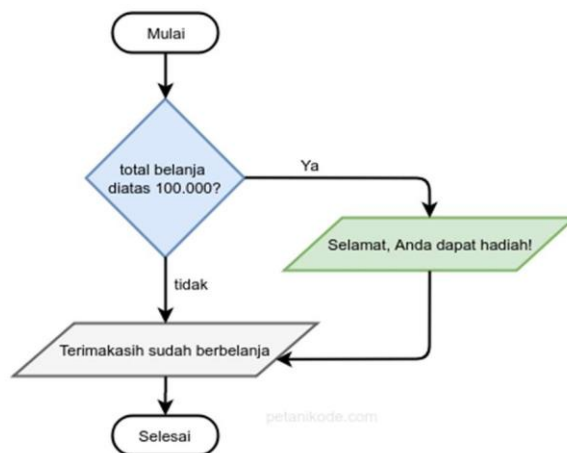 Mulai
total belanja
diatas 100.000?
Ya
Selamat, Anda dapat hadiah!
tidak
Terimakasih sudah berbelanja
petanikode.com
Selesai